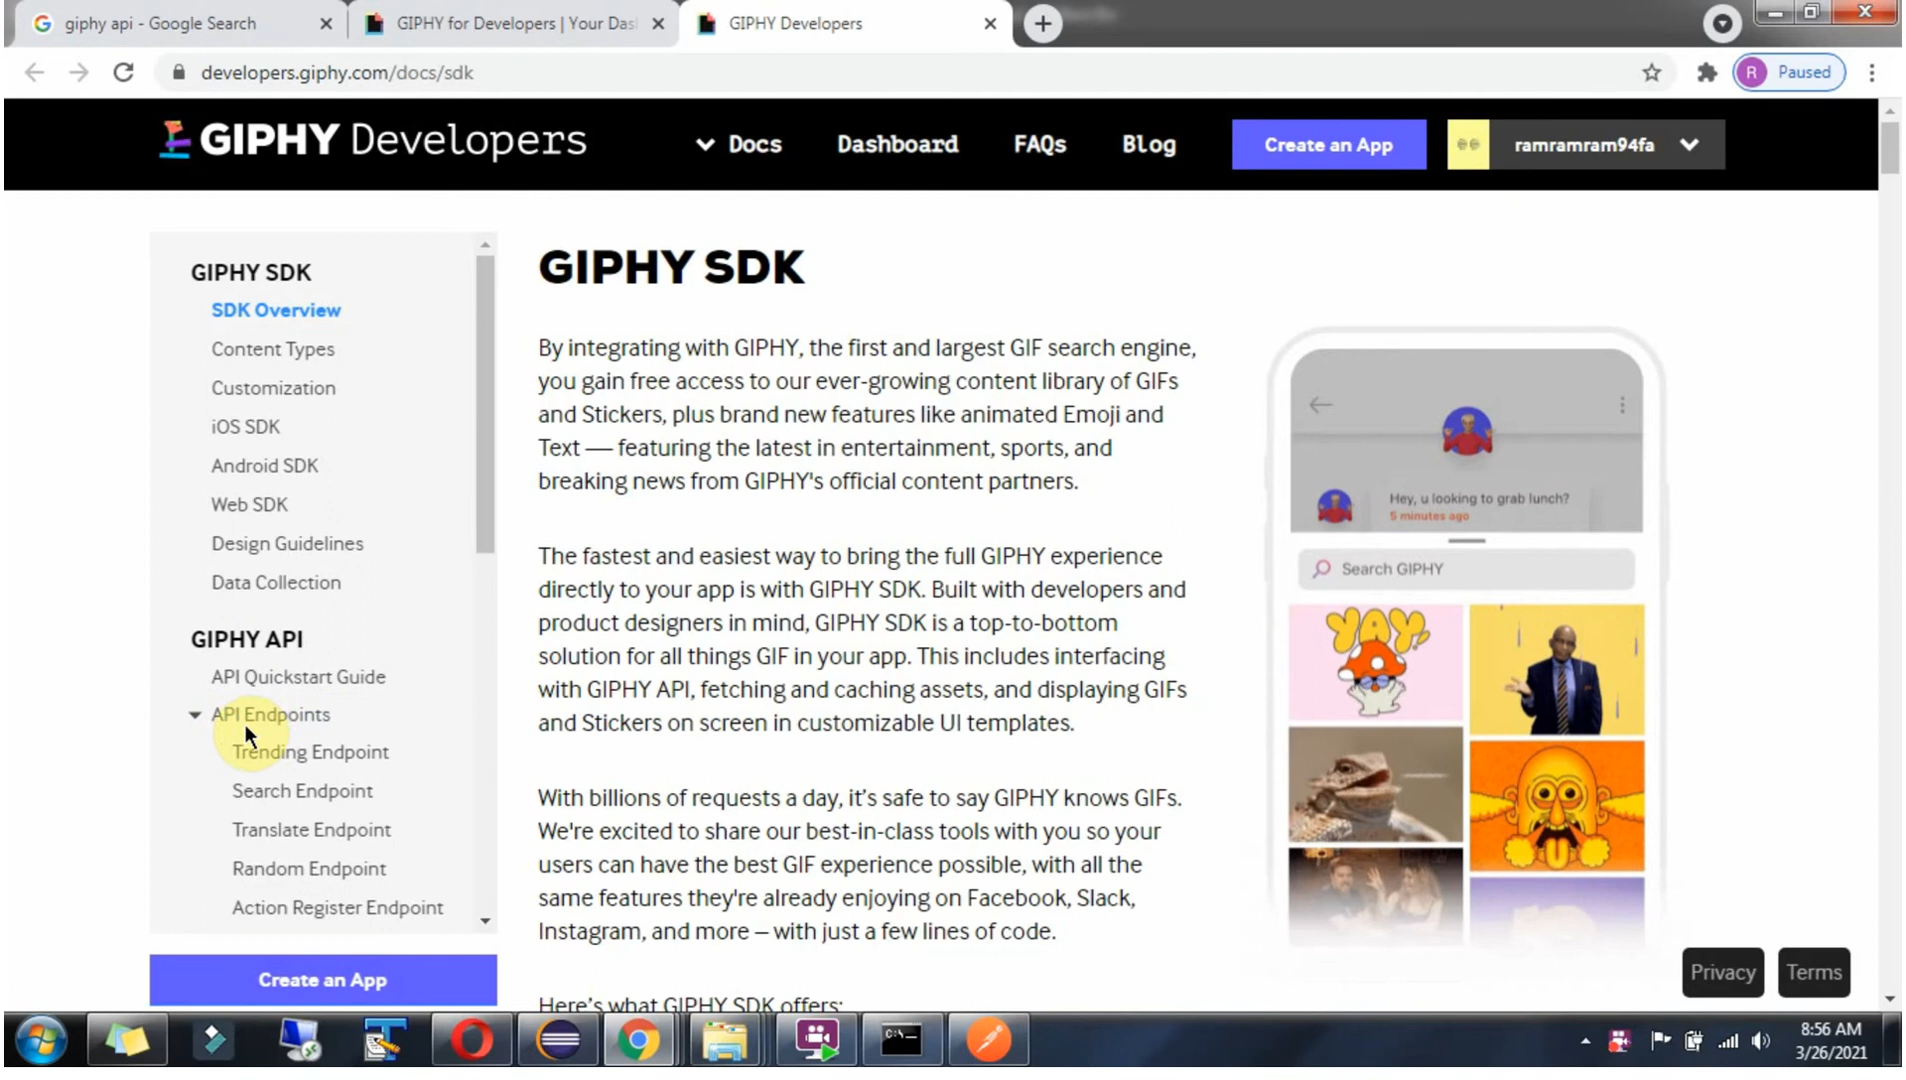 giphy api - Google Search
GIPHY for Developers | Your Das
GIPHY Developers
developers.giphy.com/docs/sdk
R
Paused
GIPHY Developers
Docs
Dashboard
FAQs
Blog
Create an App
ramramram94fa
GIPHY SDK
SDK Overview
Content Types
Customization
iOS SDK
Android SDK
Web SDK
Design Guidelines
Data Collection
GIPHY API
API Quickstart Guide
API Endpoints
Trending Endpoint
Search Endpoint
Translate Endpoint
Random Endpoint
Action Register Endpoint
Create an App
GIPHY SDK
By integrating with GIPHY, the first and largest GIF search engine,
you gain free access to our ever-growing content library of GIFs
and Stickers, plus brand new features like animated Emoji and
Text — featuring the latest in entertainment, sports, and
breaking news from GIPHY's official content partners.
The fastest and easiest way to bring the full GIPHY experience
directly to your app is with GIPHY SDK. Built with developers and
product designers in mind, GIPHY SDK is a top-to-bottom
solution for all things GIF in your app. This includes interfacing
with GIPHY API, fetching and caching assets, and displaying GIFs
and Stickers on screen in customizable UI templates.
With billions of requests a day, it's safe to say GIPHY knows GIFs.
We're excited to share our best-in-class tools with you so your
users can have the best GIF experience possible, with all the
same features they're already enjoying on Facebook, Slack,
Instagram, and more – with just a few lines of code.
Here's what GIPHY SDK offers:
Hey, u looking to grab lunch?
5 minutes ago
Search GIPHY
YAY!
Privacy
Terms
C:\
8:56 AM
3/26/2021